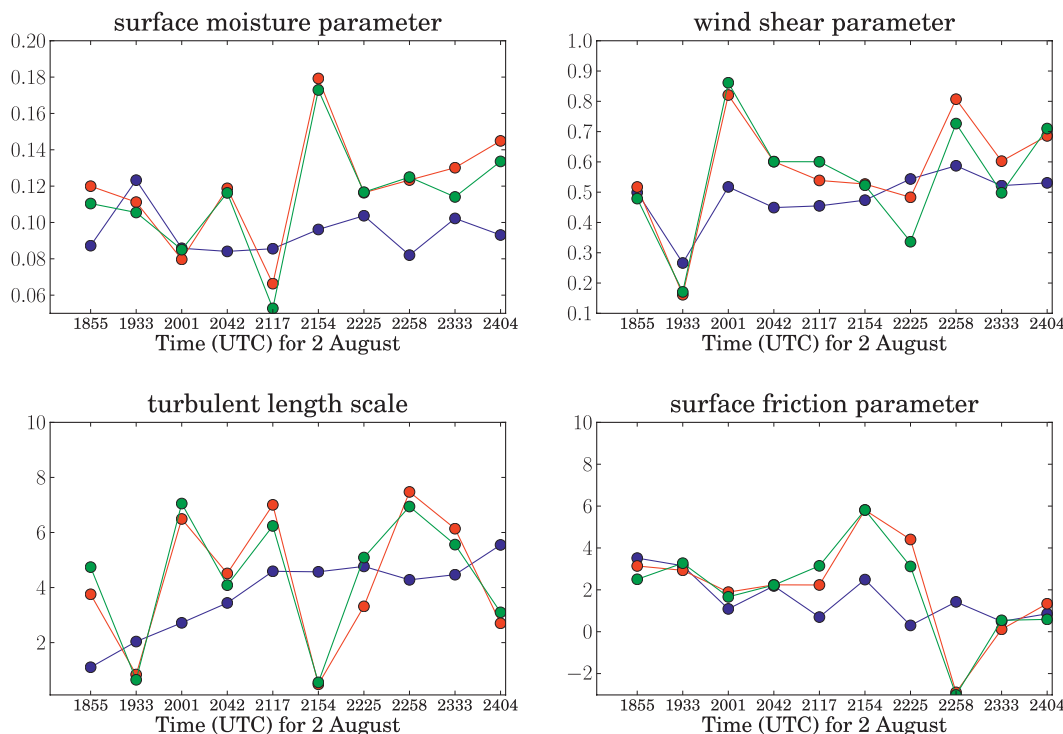 surface moisture parameter
0.20
0.18
0.16
0.14
0.12
0.10
0.08
0.06
1855 1933 2001 2042 2117 2154 2225 2258 2333 2404
Time (UTC) for 2 August
wind shear parameter
1.0
0.9
0.8
0.7
0.6
0.5
0.4
0.3
0.2
0.1
1855 1933 2001 2042 2117 2154 2225 2258 2333 2404
Time (UTC) for 2 August
turbulent length scale
10
8
6
4
2
1855 1933 2001 2042 2117 2154 2225 2258 2333 2404
Time (UTC) for 2 August
surface friction parameter
10
8
6
4
2
0
−2
1855 1933 2001 2042 2117 2154 2225 2258 2333 2404
Time (UTC) for 2 August